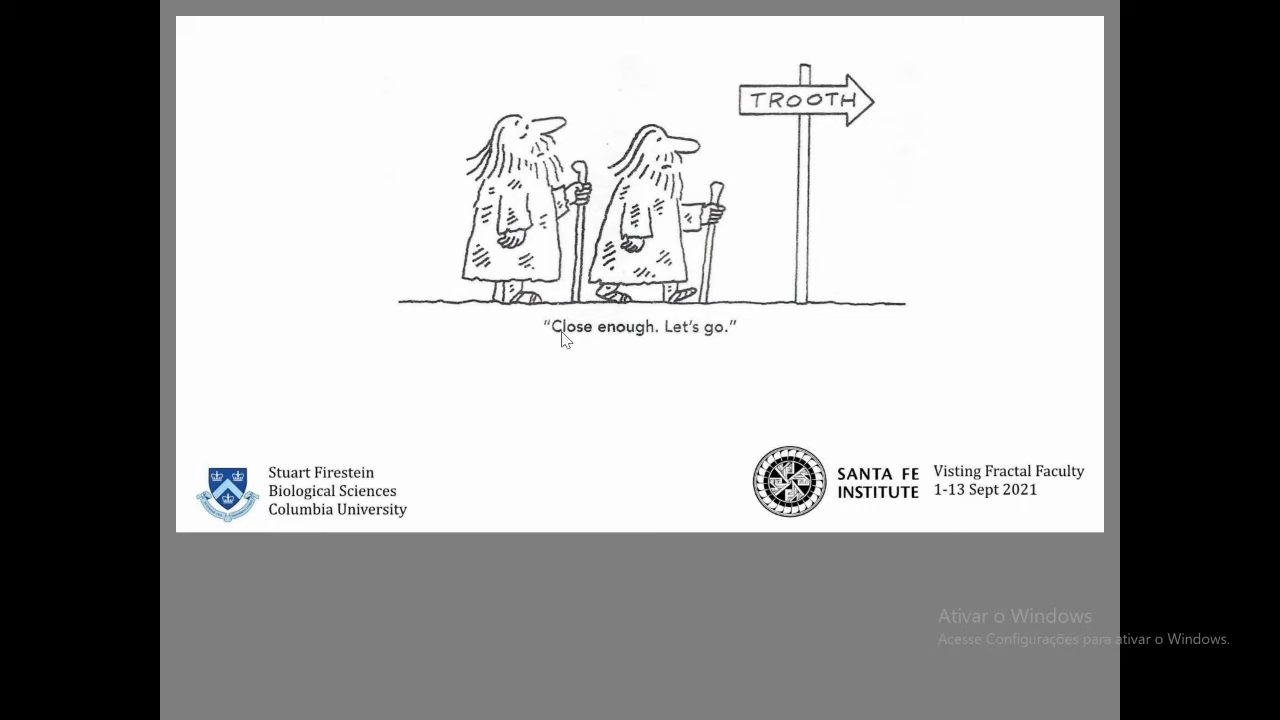 TROOTH
“Close enough. Let’s go.”
Stuart Firestein
Biological Sciences
Columbia University
SANTA FE
INSTITUTE
Visting Fractal Faculty
1-13 Sept 2021
Ativar o Windows
Acesse Configurações para ativar o Windows.